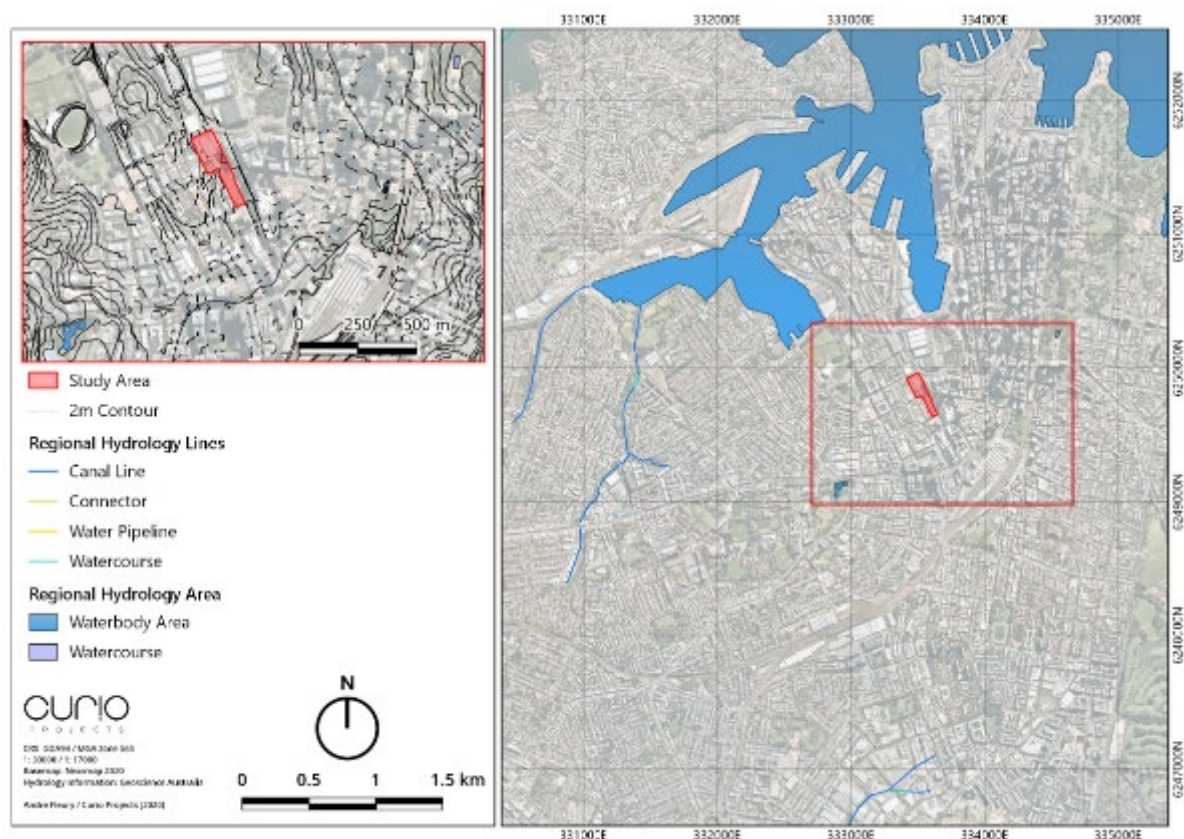 331000E 332000E 333000E 334000E 335000E
6252000N
6251000N
6250000N
6249000N
6248000N
6247000N
0 250 500 m
Study Area
2m Contour
Regional Hydrology Lines
Canal Line
Connector
Water Pipeline
Watercourse
Regional Hydrology Area
Waterbody Area
Watercourse
CURIO
PROJECTS
N
Basemap: Nearmap 2020
Hydrology Information: Geoscience Australia
Andre Fleury / Curio Projects (2020)
0 0.5 1 1.5 km
331000E 332000E 333000E 334000E 335000E